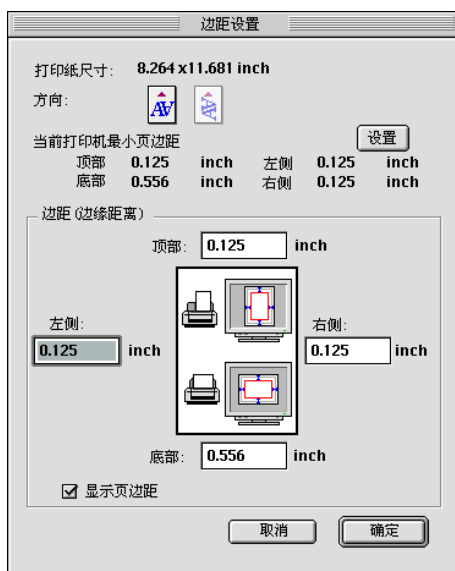 边距设置
打印纸尺寸: 8.264 x11.681 inch
方向:
当前打印机最小页边距 设置
顶部 0.125 inch 左侧 0.125 inch
底部 0.556 inch 右侧 0.125 inch
边距 (边缘距离)
顶部: 0.125 inch
左侧: 右侧:
0.125 inch 0.125 inch
底部: 0.556 inch
显示页边距
取消 确定